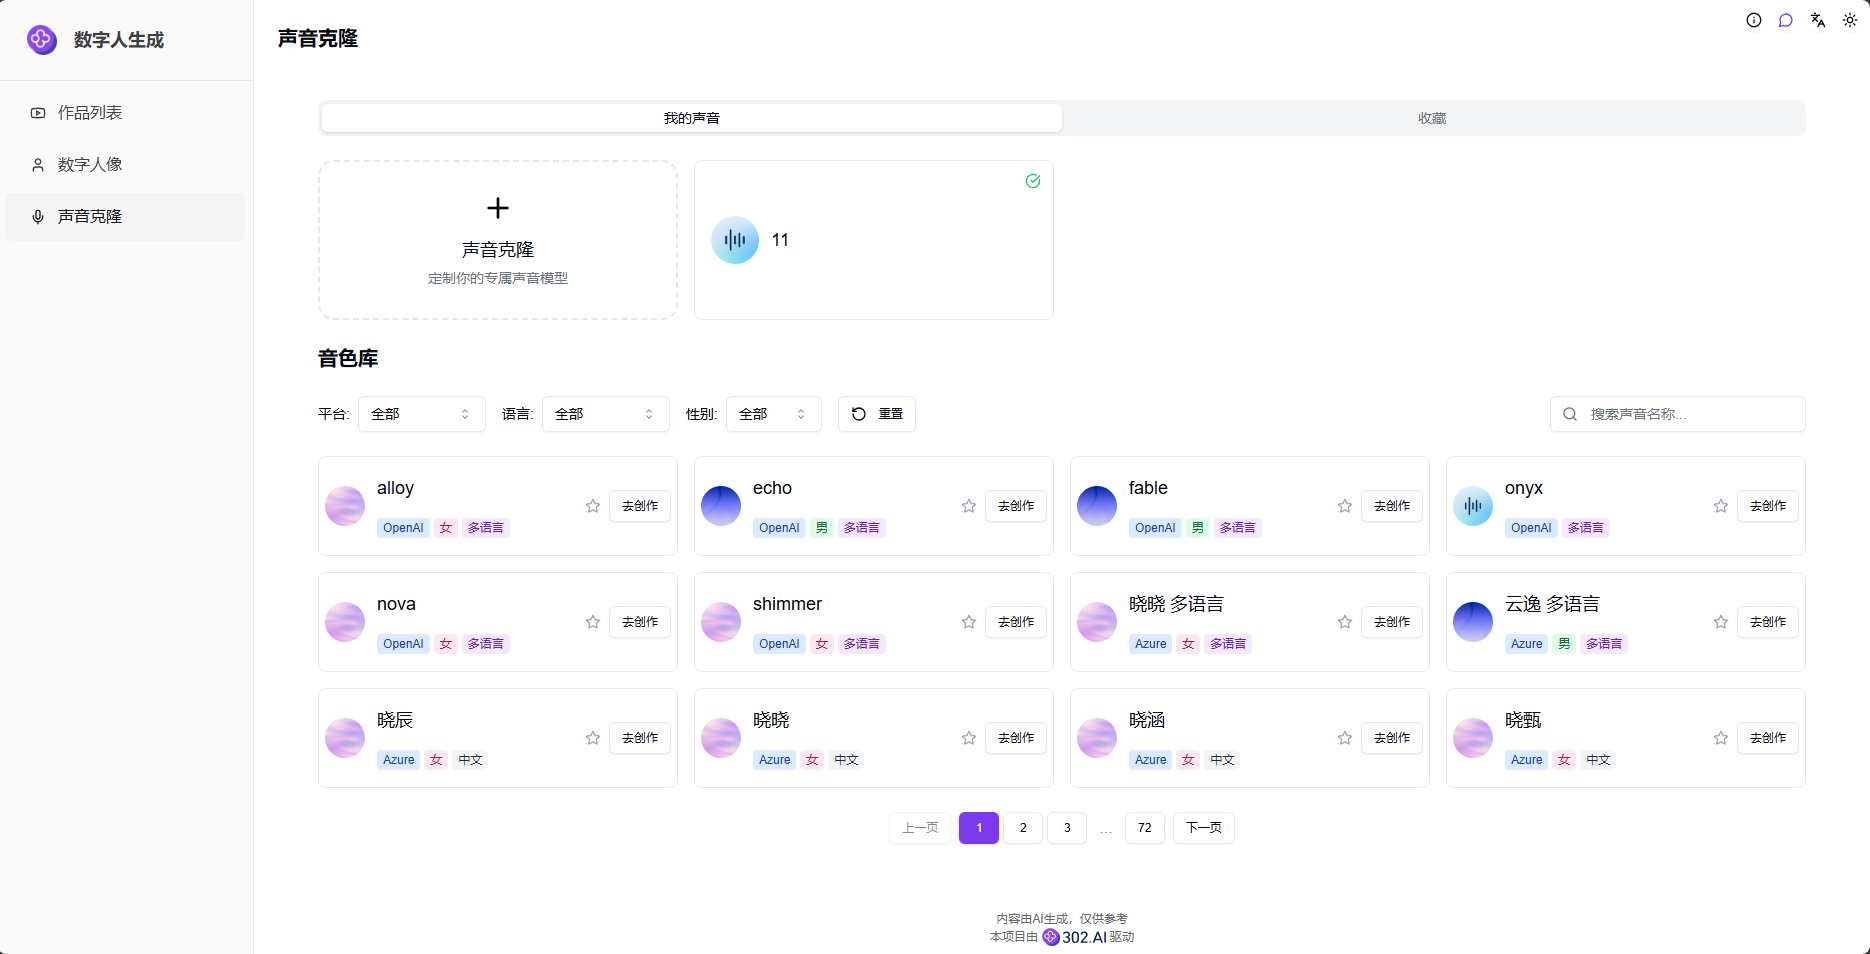 数字人生成
声音克隆
作品列表
数字人像
声音克隆
我的声音
收藏
声音克隆
定制你的专属声音模型
11
音色库
平台: 全部 语言: 全部 性别: 全部 重置 搜索声音名称...
alloy
OpenAI 女 多语言
去创作
echo
OpenAI 男 多语言
去创作
fable
OpenAI 男 多语言
去创作
onyx
OpenAI 多语言
去创作
nova
OpenAI 女 多语言
去创作
shimmer
OpenAI 女 多语言
去创作
晓晓 多语言
Azure 女 多语言
去创作
云逸 多语言
Azure 男 多语言
去创作
晓辰
Azure 女 中文
去创作
晓晓
Azure 女 中文
去创作
晓涵
Azure 女 中文
去创作
晓甄
Azure 女 中文
去创作
上一页 1 2 3 ... 72 下一页
内容由AI生成，仅供参考
本项目由 302.AI 驱动